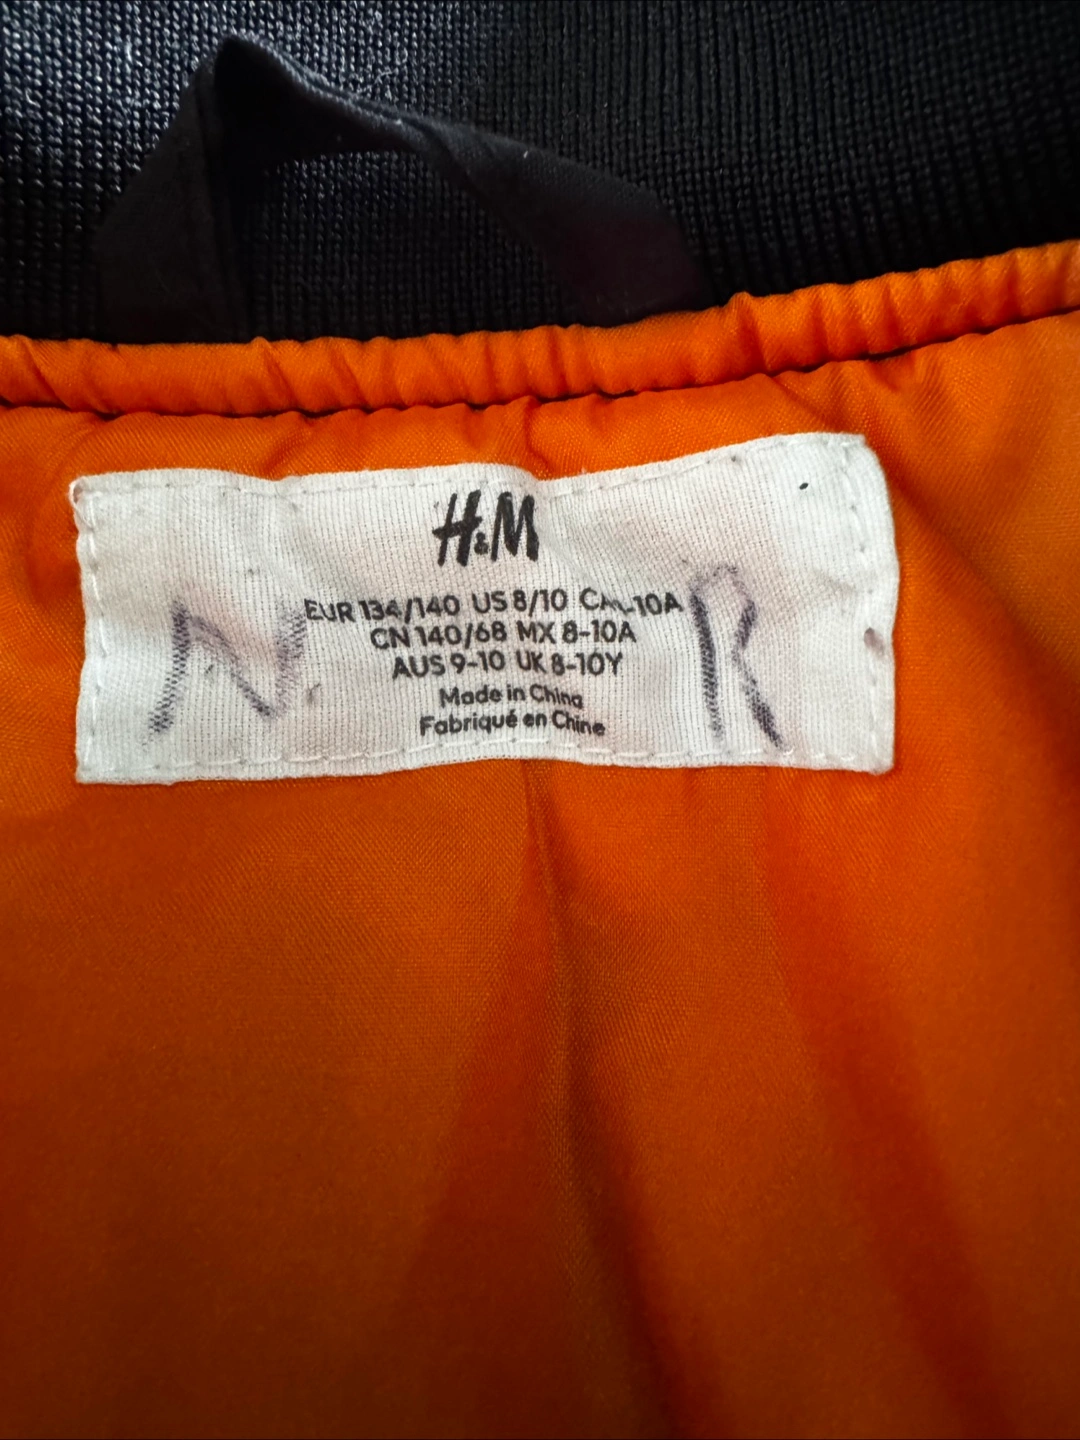 H&M
EUR 134/140 US 8/10 -10A
CN 140/68 MX 8-10A
AUS 9-10 UK 8-10Y
Made in China
Fabriqué en Chine
N R